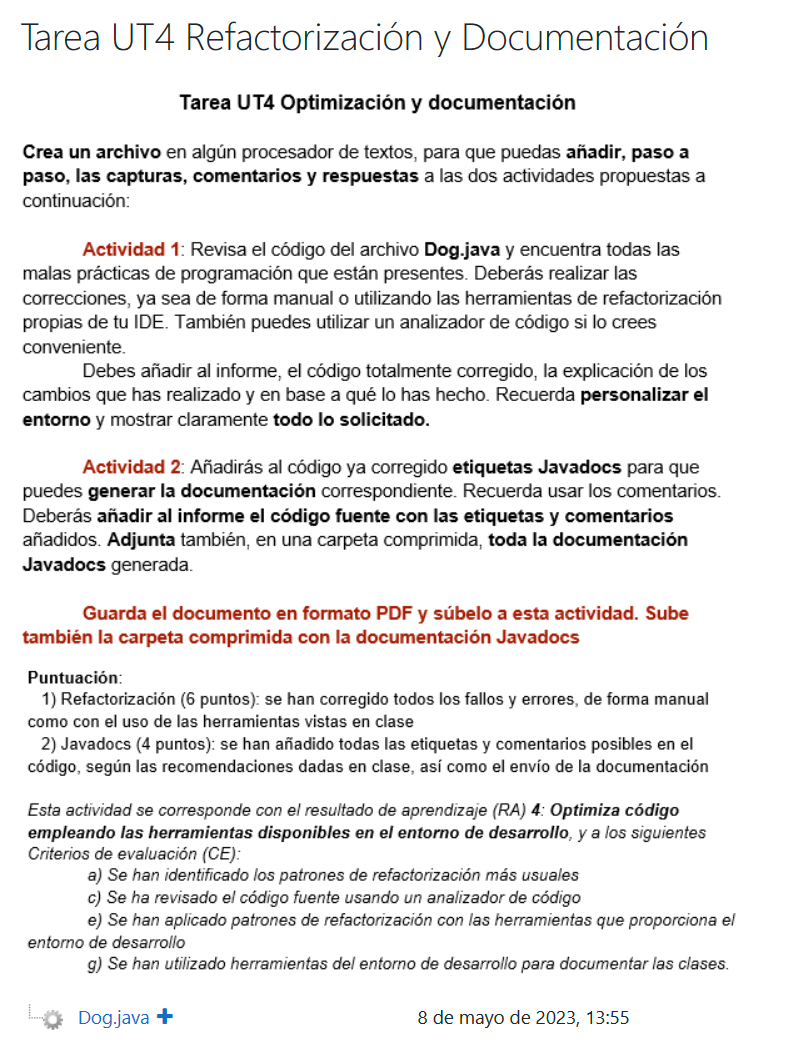 Tarea UT4 Refactorización y Documentación
Tarea UT4 Optimización y documentación
Crea un archivo en algún procesador de textos, para que puedas añadir, paso a
paso, las capturas, comentarios y respuestas a las dos actividades propuestas a
continuación:
Actividad 1: Revisa el código del archivo Dog.java y encuentra todas las
malas prácticas de programación que están presentes. Deberás realizar las
correcciones, ya sea de forma manual o utilizando las herramientas de refactorización
propias de tu IDE. También puedes utilizar un analizador de código si lo crees
conveniente.
Debes añadir al informe, el código totalmente corregido, la explicación de los
cambios que has realizado y en base a qué lo has hecho. Recuerda personalizar el
entorno y mostrar claramente todo lo solicitado.
Actividad 2: Añadirás al código ya corregido etiquetas Javadocs para que
puedes generar la documentación correspondiente. Recuerda usar los comentarios.
Deberás añadir al informe el código fuente con las etiquetas y comentarios
añadidos. Adjunta también, en una carpeta comprimida, toda la documentación
Javadocs generada.
Guarda el documento en formato PDF y súbelo a esta actividad. Sube
también la carpeta comprimida con la documentación Javadocs
Puntuación:
1) Refactorización (6 puntos): se han corregido todos los fallos y errores, de forma manual
como con el uso de las herramientas vistas en clase
2) Javadocs (4 puntos): se han añadido todas las etiquetas y comentarios posibles en el
código, según las recomendaciones dadas en clase, así como el envío de la documentación
Esta actividad se corresponde con el resultado de aprendizaje (RA) 4: Optimiza código
empleando las herramientas disponibles en el entorno de desarrollo, y a los siguientes
Criterios de evaluación (CE):
a) Se han identificado los patrones de refactorización más usuales
c) Se ha revisado el código fuente usando un analizador de código
e) Se han aplicado patrones de refactorización con las herramientas que proporciona el
entorno de desarrollo
g) Se han utilizado herramientas del entorno de desarrollo para documentar las clases.
Dog.java 8 de mayo de 2023, 13:55